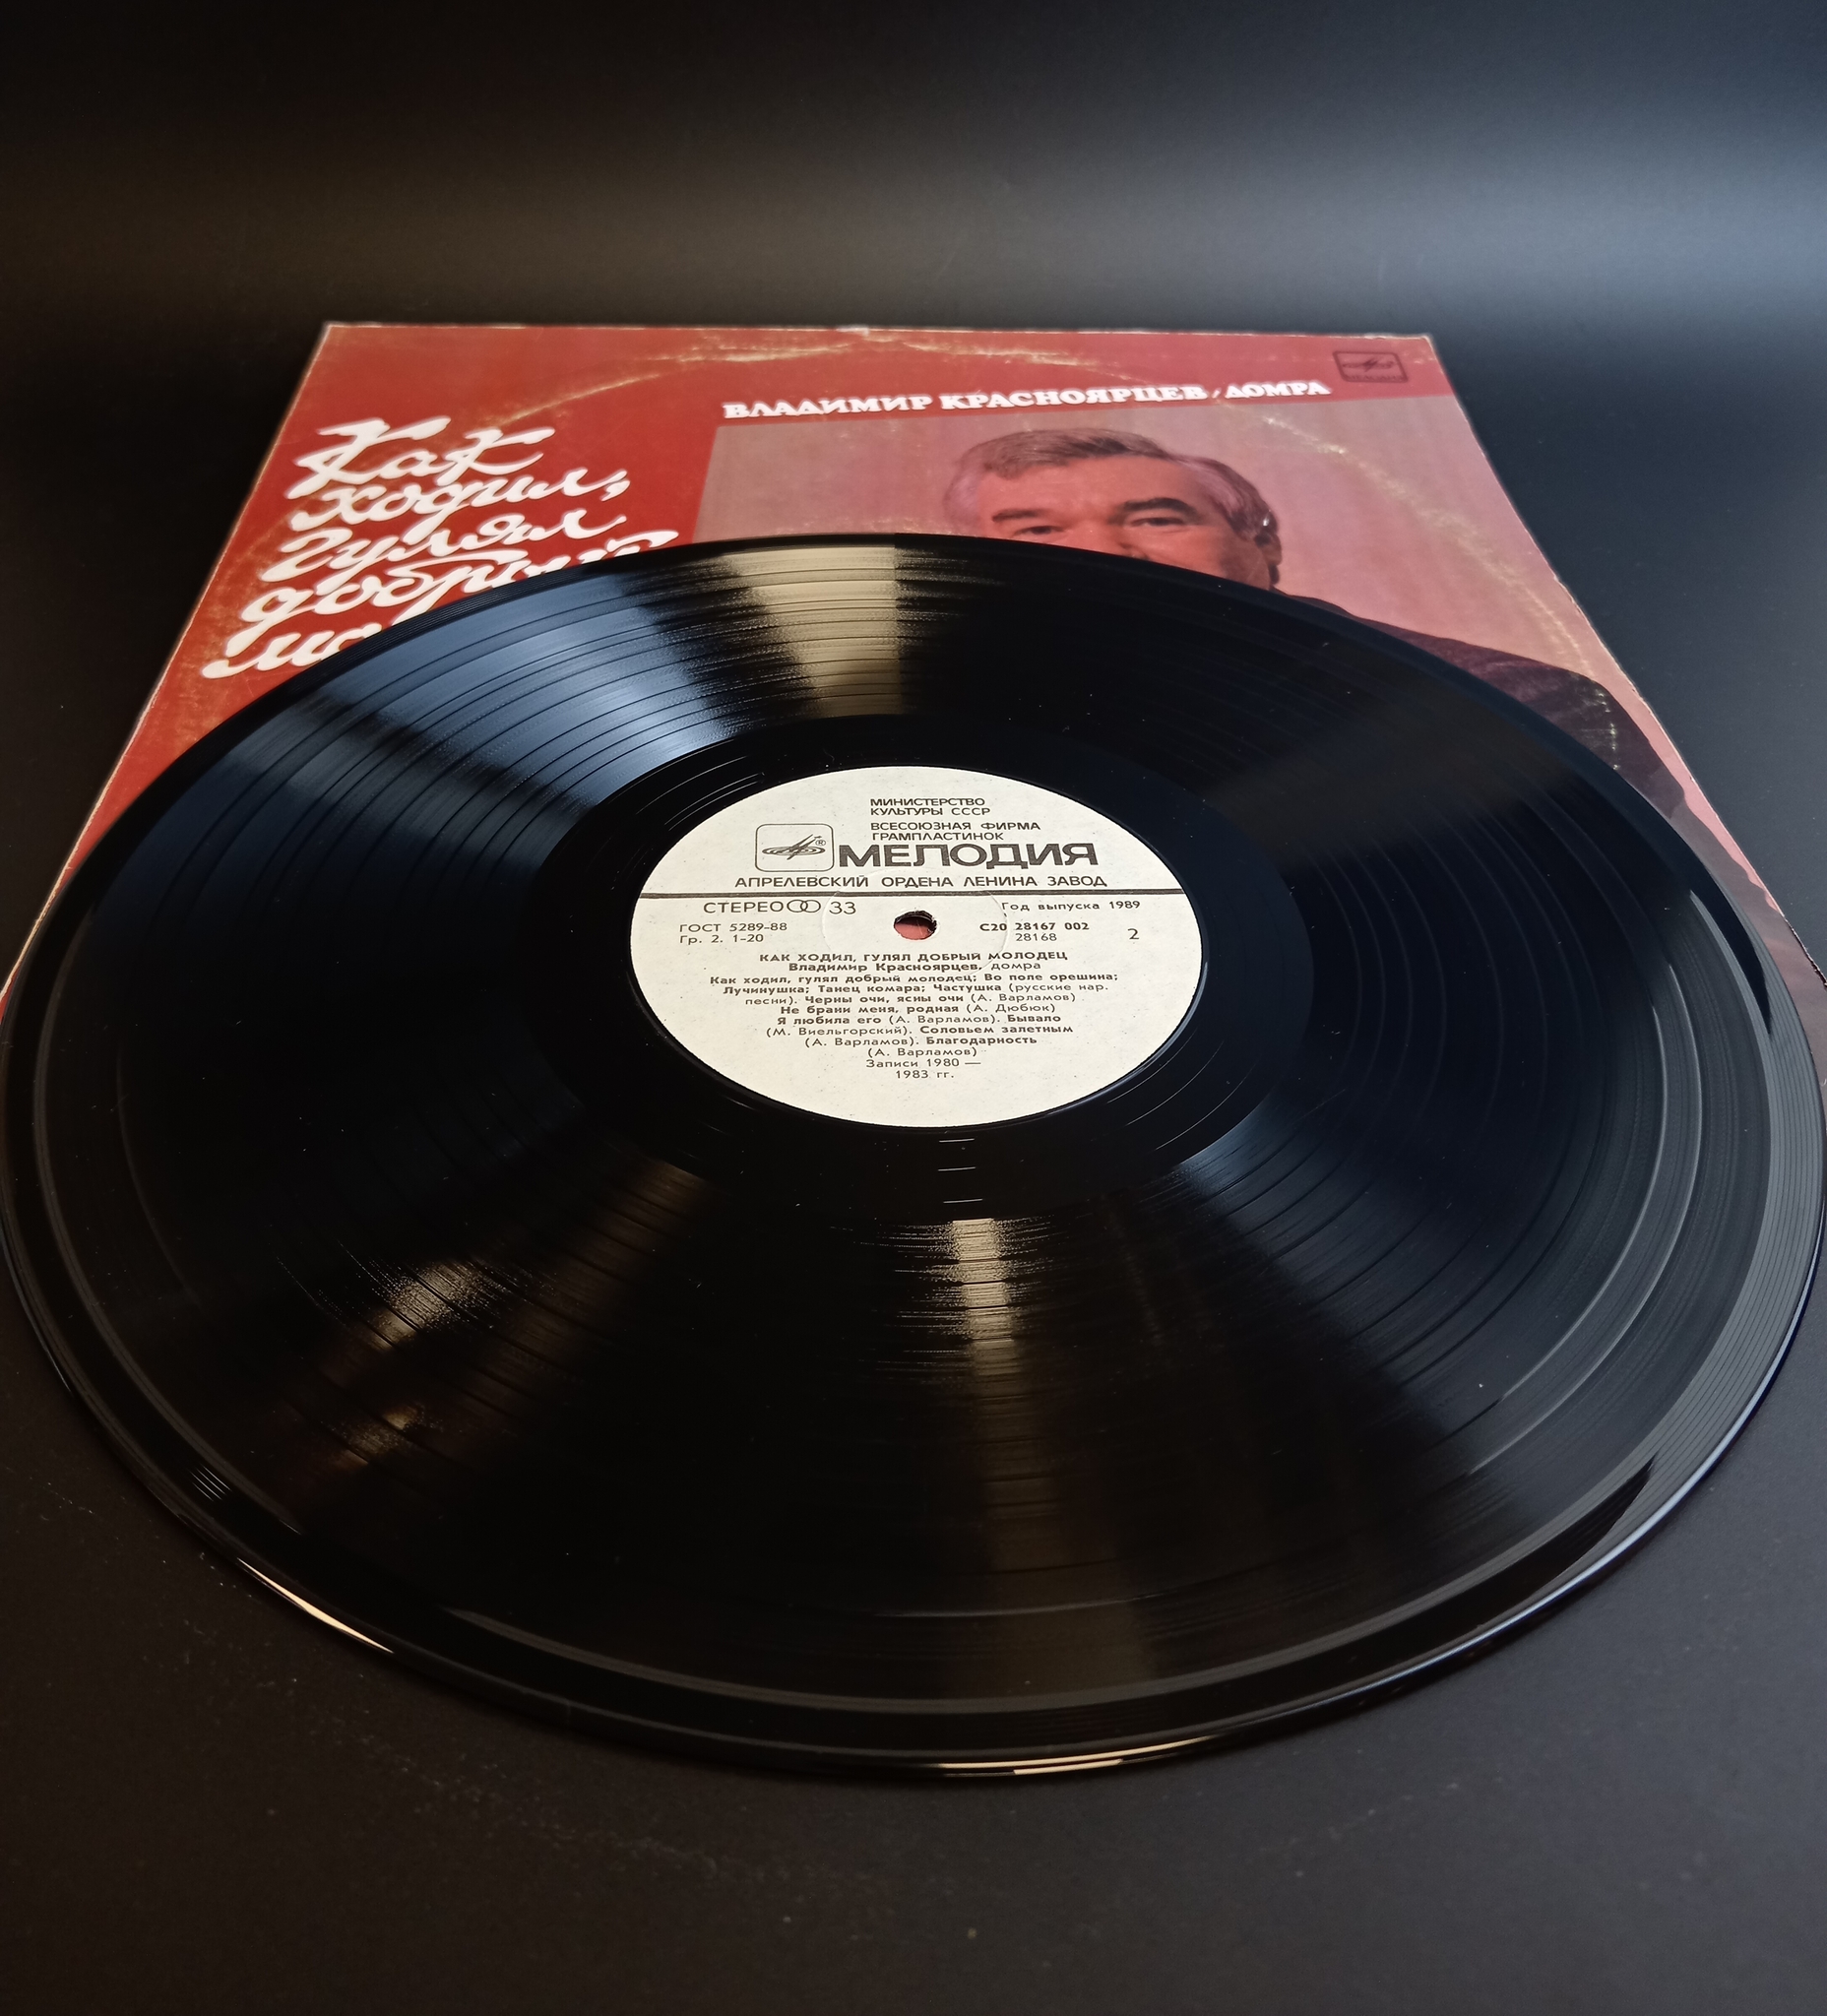 ВЛАДИМИР КРАСНОЯРЦЕВ / ДОМРА
Как
ходил,
гулял
добрый
МИНИСТЕРСТВО
КУЛЬТУРЫ СССР
ВСЕСОЮЗНАЯ ФИРМА
ГРАМПЛАСТИНОК
МЕЛОДИЯ
АПРЕЛЕВСКИЙ ОРДЕНА ЛЕНИНА ЗАВОД
СТЕРЕО 33
Год выпуска 1989
ГОСТ 5289-88
Гр. 2. 1-20
С20 28167 002
28168
2
КАК ХОДИЛ, ГУЛЯЛ ДОБРЫЙ МОЛОДЕЦ
Владимир Красноярцев, домра
Как ходил, гулял добрый молодец; Во поле орешина;
Лучинушка; Танец комара; Частушка (русские нар.
песни). Черны очи, ясны очи (А. Варламов)
Не брани меня, родная (А. Дюбюк)
Я любила его (А. Варламов). Бывало
(М. Виельгорский). Соловьем залетным
(А. Варламов). Благодарность
(А. Варламов)
Записи 1980 —
1983 гг.